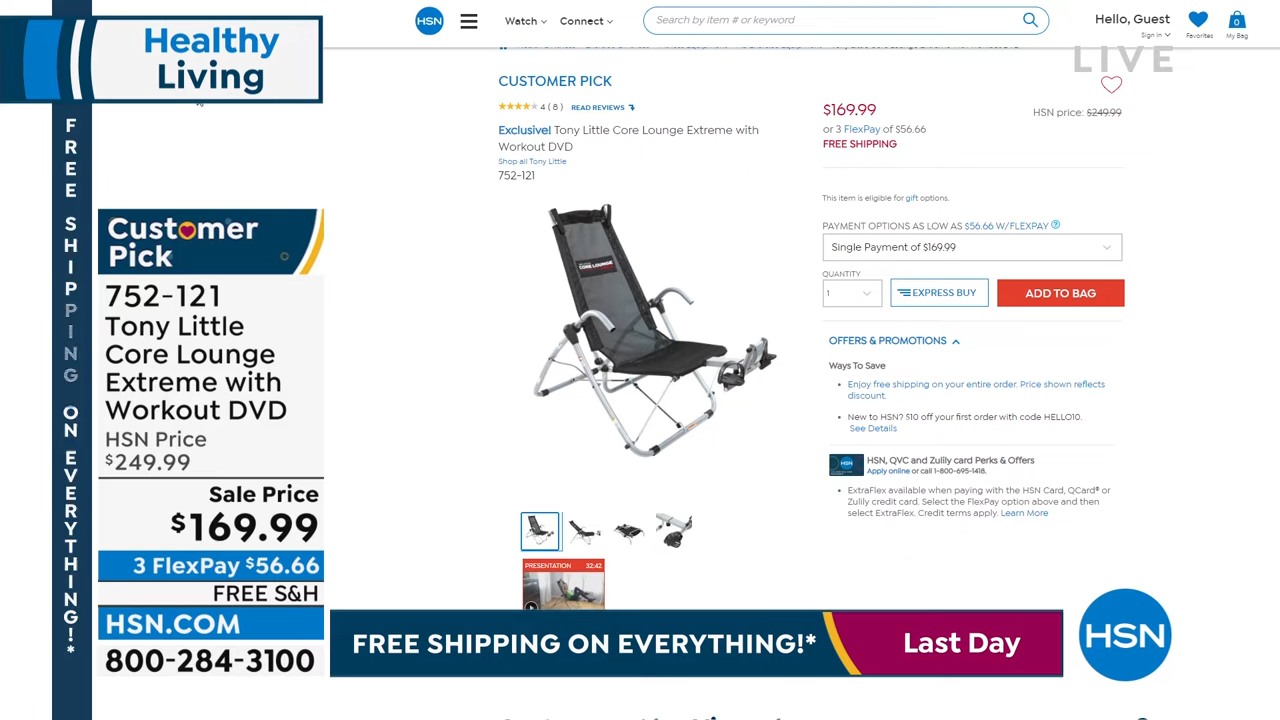 Healthy
Living
FREE SHIPPING ON EVERYTHING!*
Customer
Pick
752-121
Tony Little
Core Lounge
Extreme with
Workout DVD
HSN Price
$249.99
Sale Price
$169.99
3 FlexPay $56.66
FREE S&H
HSN.COM
800-284-3100
HSN
Watch
Connect
Search by item # or keyword
Hello, Guest
Sign in
Favorites
0
My Bag
LIVE
CUSTOMER PICK
4 ( 8 ) READ REVIEWS
Exclusive! Tony Little Core Lounge Extreme with
Workout DVD
Shop all Tony Little
752-121
CORE LOUNGE
PRESENTATION 32:42
$169.99
HSN price: $249.99
or 3 FlexPay of $56.66
FREE SHIPPING
This item is eligible for gift options.
PAYMENT OPTIONS AS LOW AS $56.66 W/FLEXPAY
Single Payment of $169.99
QUANTITY
1
EXPRESS BUY
ADD TO BAG
OFFERS & PROMOTIONS
Ways To Save
Enjoy free shipping on your entire order. Price shown reflects
discount.
New to HSN? $10 off your first order with code HELLO10.
See Details
HSN, QVC and Zulily card Perks & Offers
Apply online or call 1-800-695-1418.
ExtraFlex available when paying with the HSN Card, QCard® or
Zulily credit card. Select the FlexPay option above and then
select ExtraFlex. Credit terms apply. Learn More
FREE SHIPPING ON EVERYTHING!*
Last Day
HSN